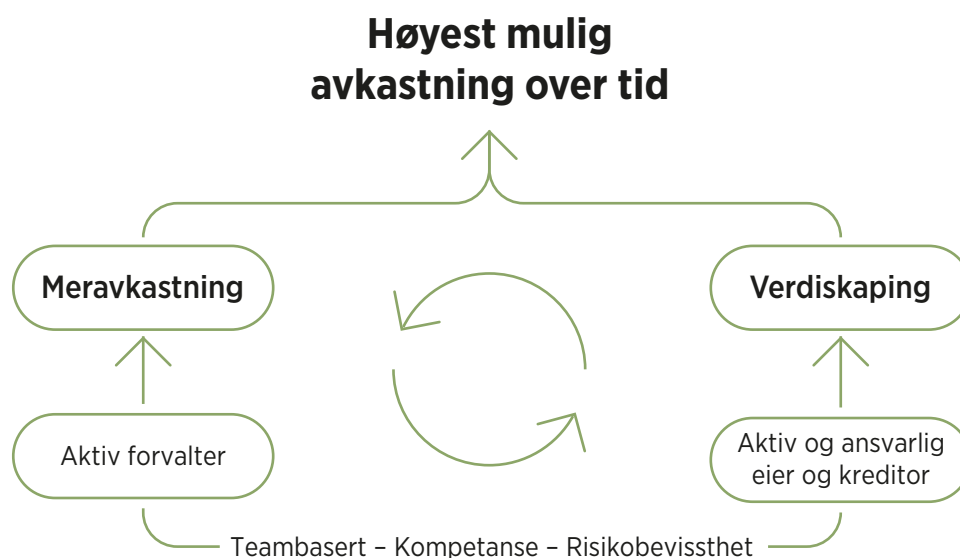 Høyest mulig
avkastning over tid
Meravkastning
Verdiskaping
Aktiv forvalter
Aktiv og ansvarlig
eier og kreditor
Teambasert – Kompetanse – Risikobevissthet